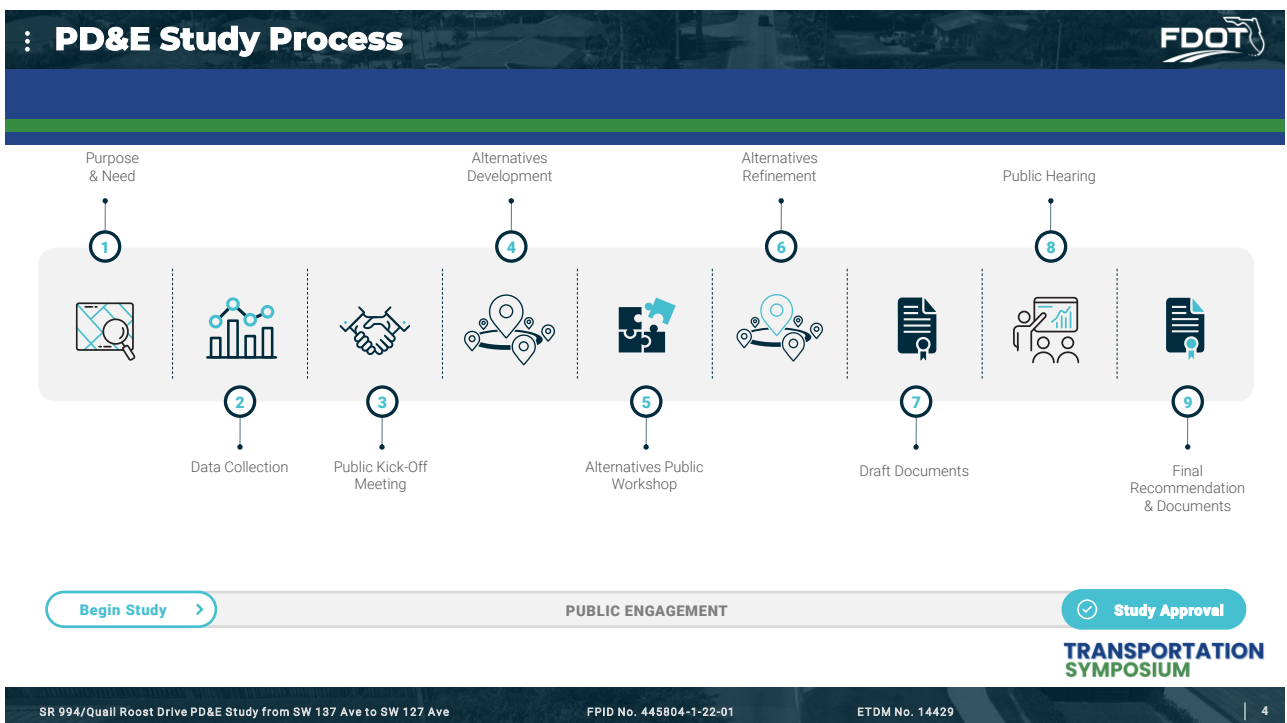 PD&E Study Process
FDOT
Purpose
& Need
Alternatives
Development
Alternatives
Refinement
Public Hearing
1
4
6
8
2
3
5
7
9
Data Collection
Public Kick-Off
Meeting
Alternatives Public
Workshop
Draft Documents
Final
Recommendation
& Documents
Begin Study
PUBLIC ENGAGEMENT
Study Approval
TRANSPORTATION
SYMPOSIUM
SR 994/Quail Roost Drive PD&E Study from SW 137 Ave to SW 127 Ave
FPID No. 445804-1-22-01
ETDM No. 14429
4